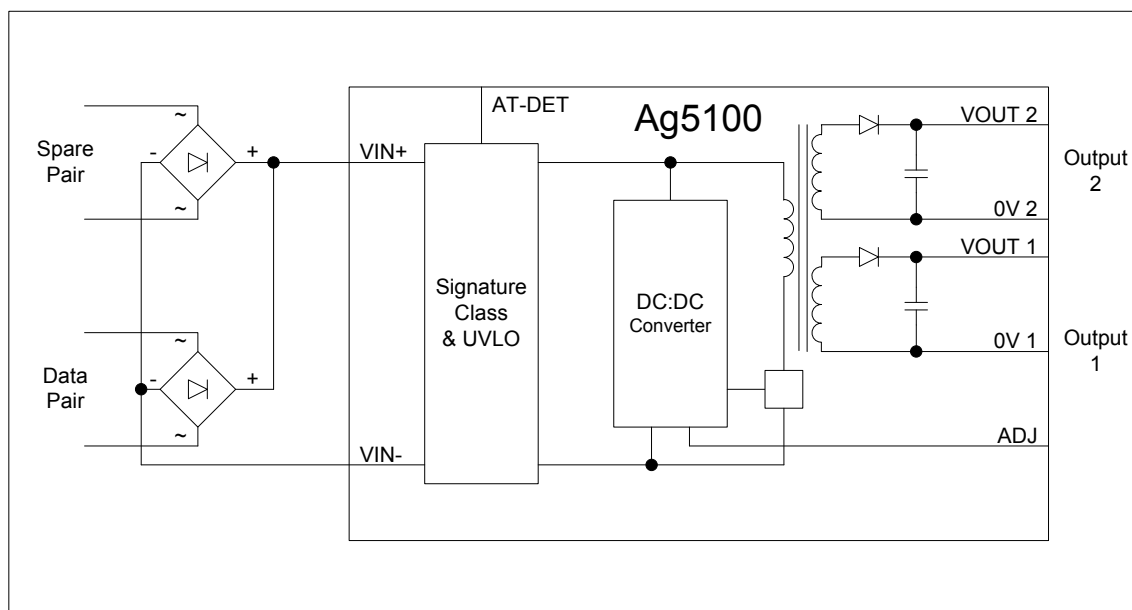 AT-DET
Ag5100
~
VOUT 2
Spare
Pair
-
+
VIN+
Output
2
~
0V 2
VOUT 1
Signature
Class
& UVLO
DC:DC
Converter
~
0V 1
Output
1
Data
Pair
-
+
~
ADJ
VIN-